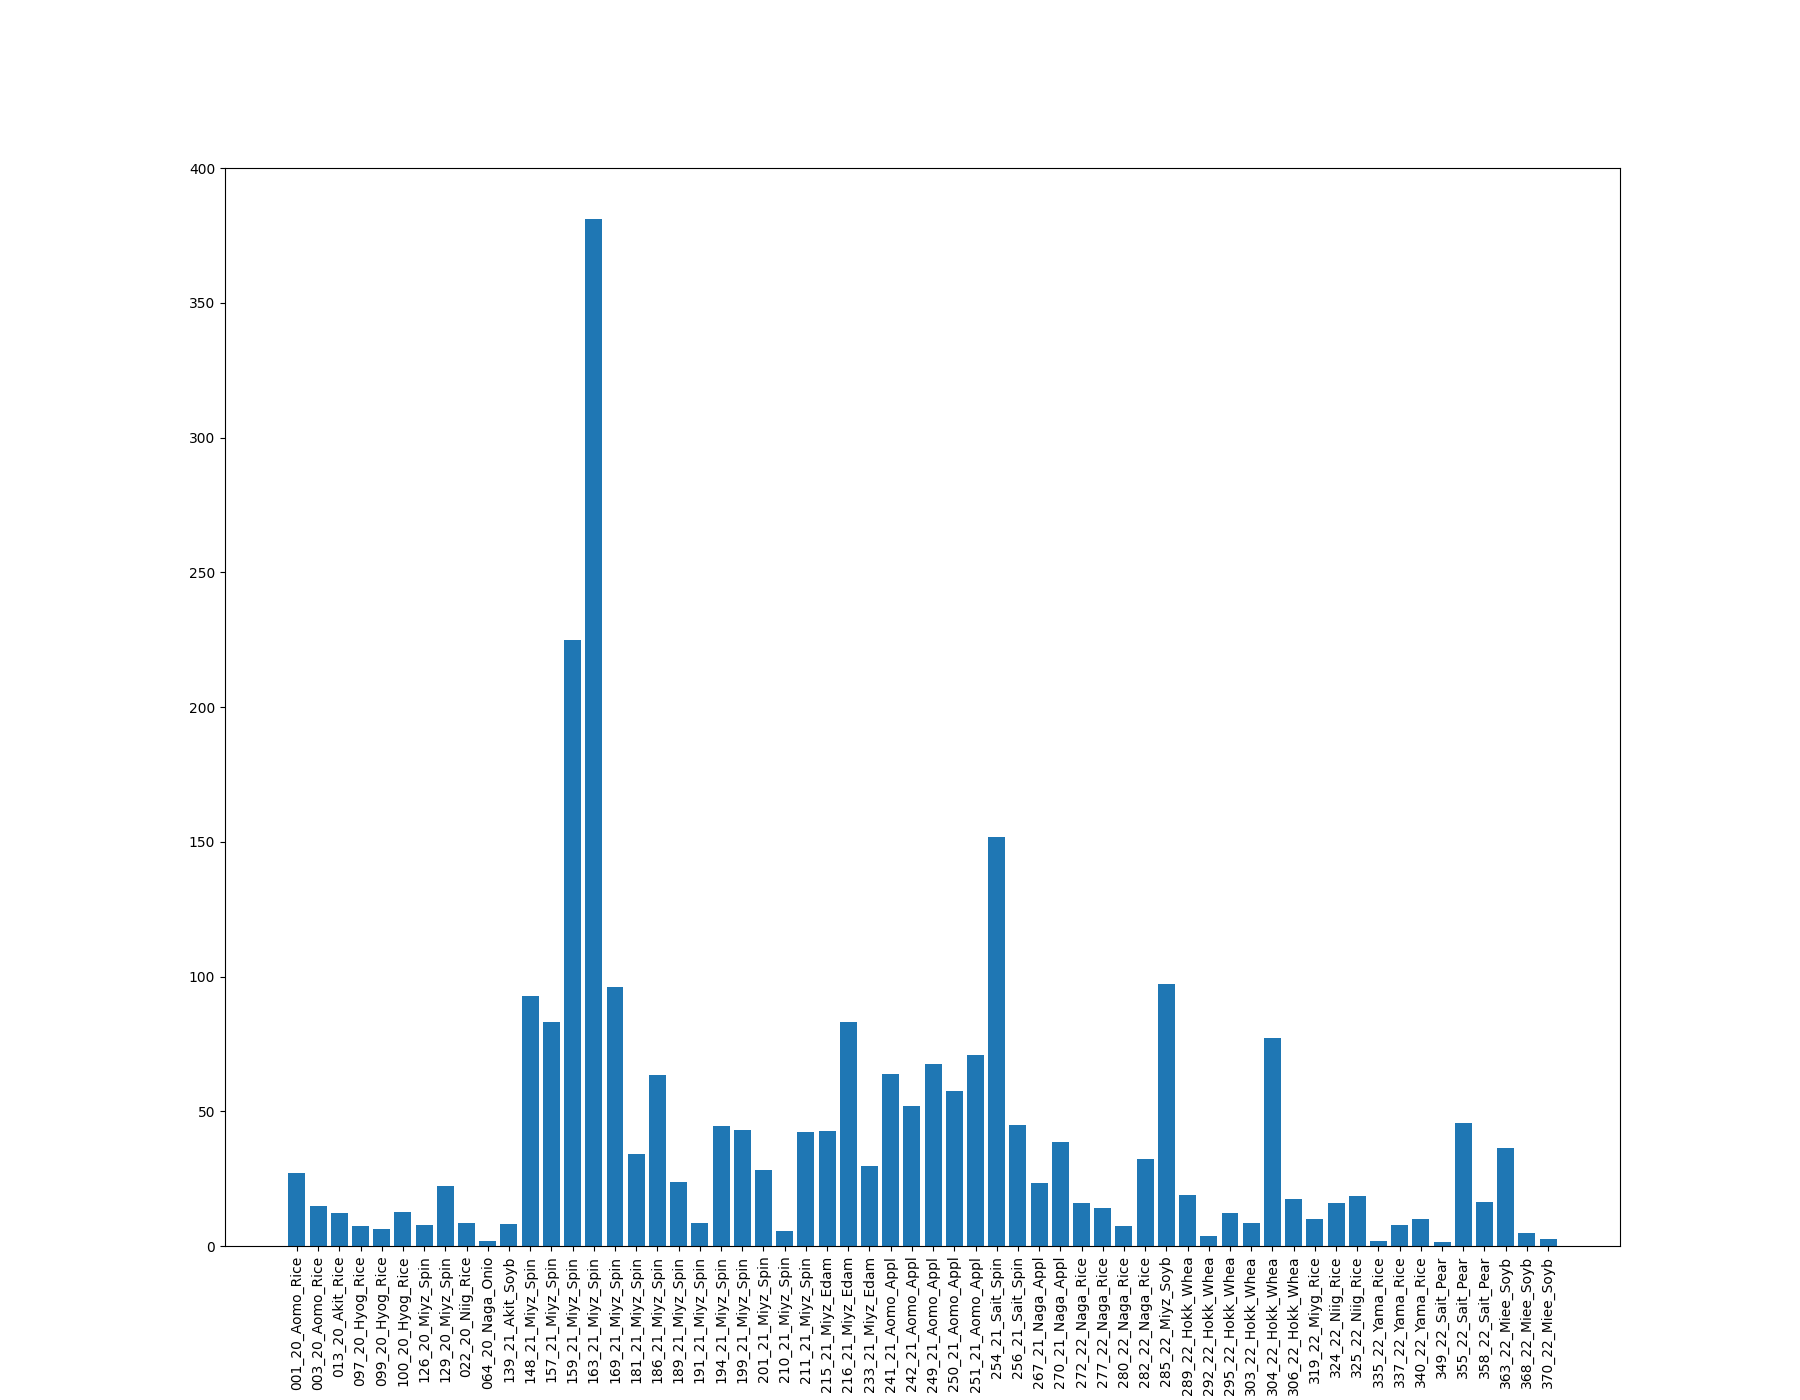 400
350
300
250
200
150
100
50
0
001_20_Aomo_Rice
003_20_Aomo_Rice
013_20_Akit_Rice
097_20_Hyog_Rice
099_20_Hyog_Rice
100_20_Hyog_Rice
126_20_Miyz_Spin
129_20_Miyz_Spin
022_20_Niig_Rice
064_20_Naga_Onio
139_21_Akit_Soyb
148_21_Miyz_Spin
157_21_Miyz_Spin
159_21_Miyz_Spin
163_21_Miyz_Spin
169_21_Miyz_Spin
181_21_Miyz_Spin
186_21_Miyz_Spin
189_21_Miyz_Spin
191_21_Miyz_Spin
194_21_Miyz_Spin
199_21_Miyz_Spin
201_21_Miyz_Spin
210_21_Miyz_Spin
211_21_Miyz_Spin
215_21_Miyz_Edam
216_21_Miyz_Edam
233_21_Miyz_Edam
241_21_Aomo_Appl
242_21_Aomo_Appl
249_21_Aomo_Appl
250_21_Aomo_Appl
251_21_Aomo_Appl
254_21_Sait_Spin
256_21_Sait_Spin
267_21_Naga_Appl
270_21_Naga_Appl
272_22_Naga_Rice
277_22_Naga_Rice
280_22_Naga_Rice
282_22_Naga_Rice
285_22_Miyz_Soyb
289_22_Hokk_Whea
292_22_Hokk_Whea
295_22_Hokk_Whea
303_22_Hokk_Whea
304_22_Hokk_Whea
306_22_Hokk_Whea
319_22_Miyg_Rice
324_22_Niig_Rice
325_22_Niig_Rice
335_22_Yama_Rice
337_22_Yama_Rice
340_22_Yama_Rice
349_22_Sait_Pear
355_22_Sait_Pear
358_22_Sait_Pear
363_22_Miee_Soyb
368_22_Miee_Soyb
370_22_Miee_Soyb